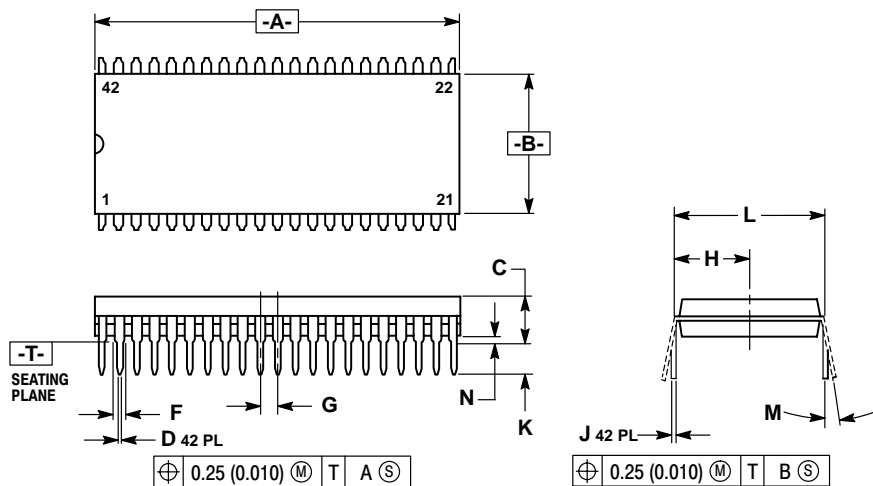 -A-
42 22
-B-
1 21
L
H
C
-T-
SEATING
PLANE
N
M
F
G
K
D 42 PL
J 42 PL
⌖ 0.25 (0.010) Ⓜ T A Ⓢ
⌖ 0.25 (0.010) Ⓜ T B Ⓢ